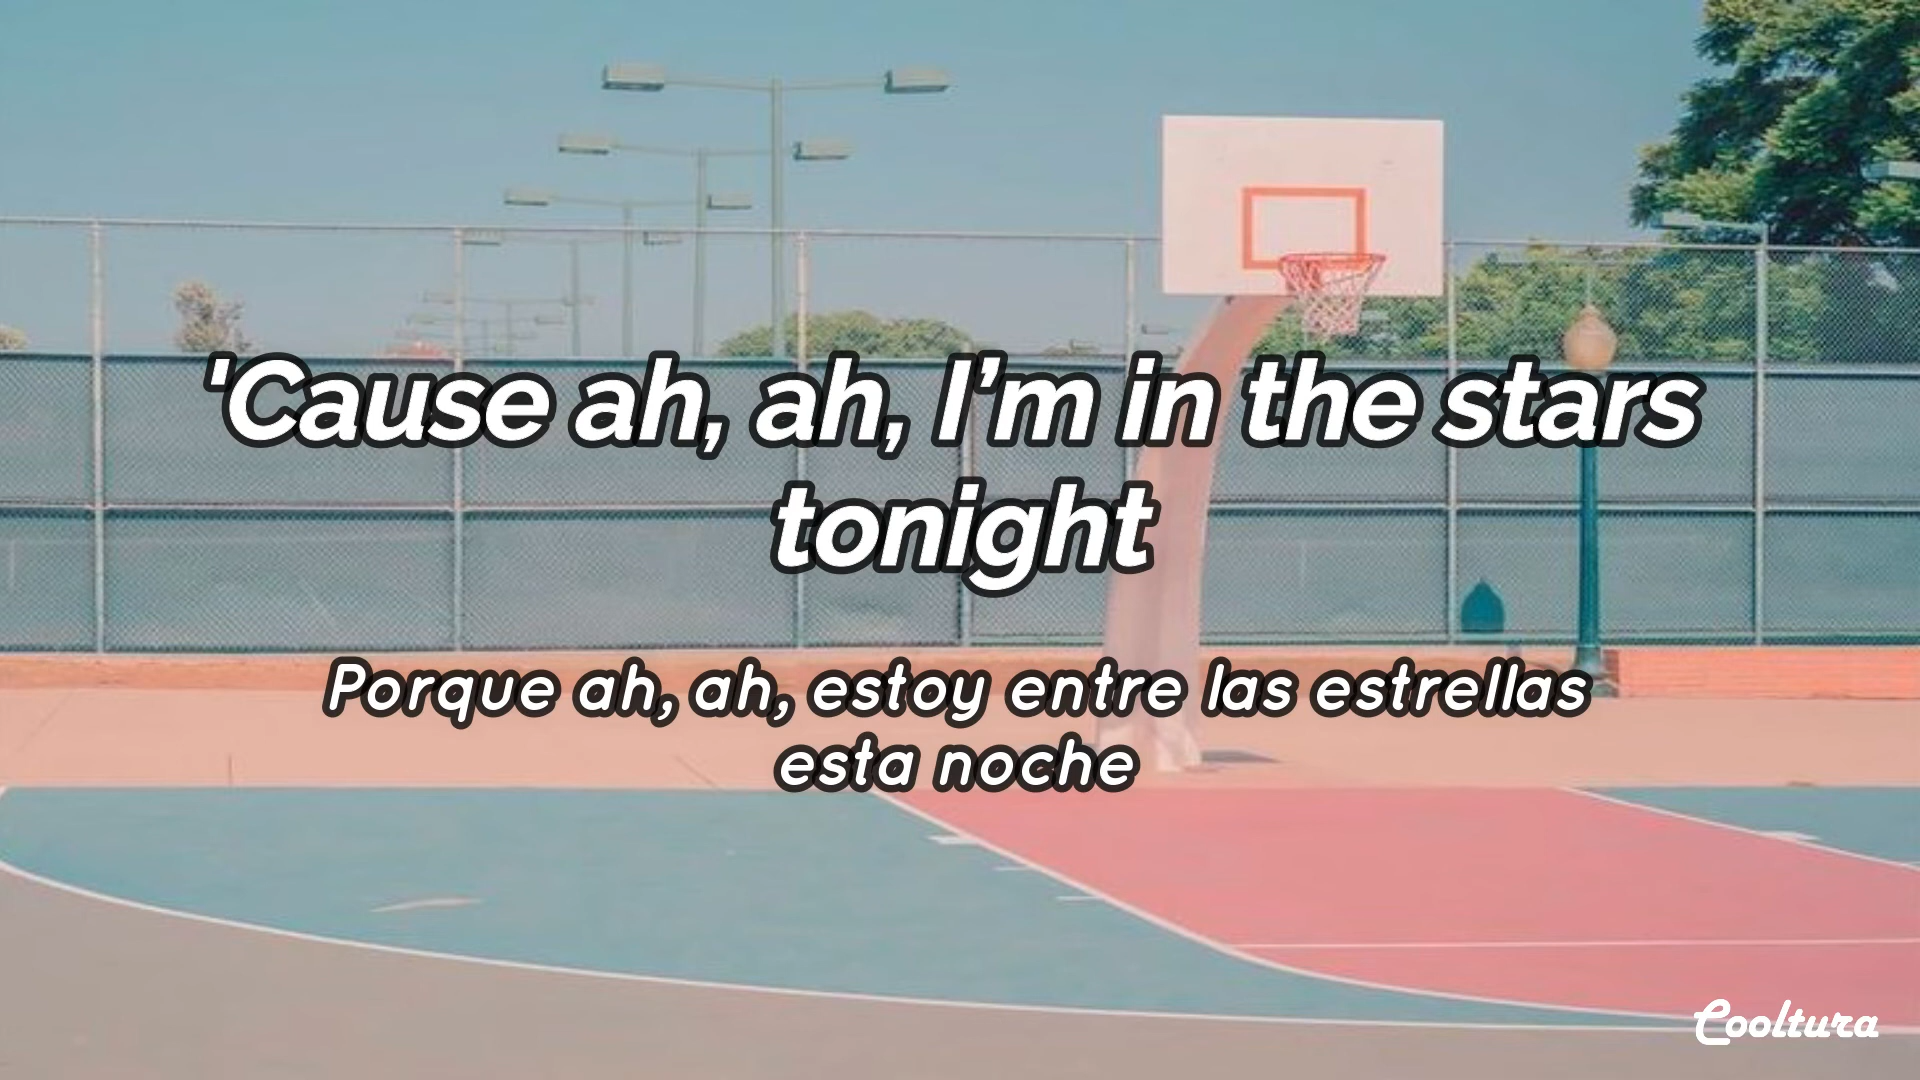 'Cause ah, ah, I’m in the stars
tonight
Porque ah, ah, estoy entre las estrellas
esta noche
Cooltura